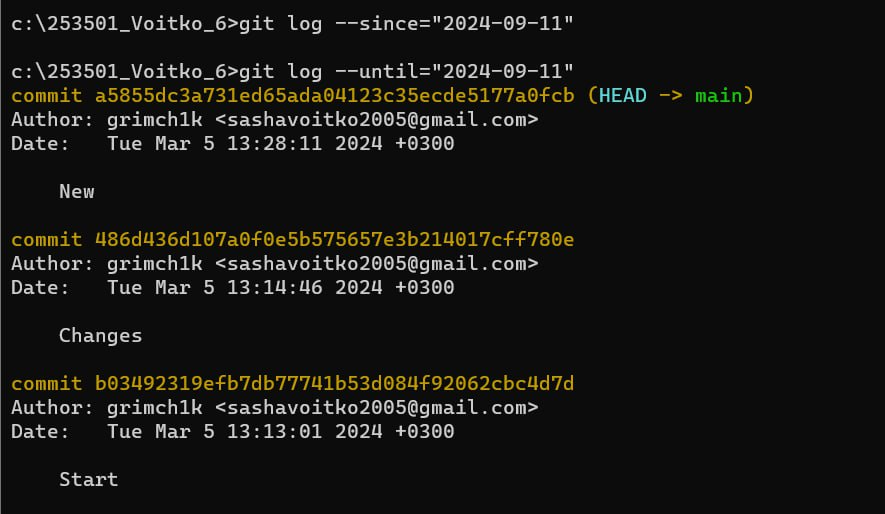 c:\253501_Voitko_6>git log --since="2024-09-11"
c:\253501_Voitko_6>git log --until="2024-09-11"
commit a5855dc3a731ed65ada04123c35ecde5177a0fcb (HEAD -> main)
Author: grimch1k <sashavoitko2005@gmail.com>
Date:   Tue Mar 5 13:28:11 2024 +0300
    New
commit 486d436d107a0f0e5b575657e3b214017cff780e
Author: grimch1k <sashavoitko2005@gmail.com>
Date:   Tue Mar 5 13:14:46 2024 +0300
    Changes
commit b03492319efb7db77741b53d084f92062cbc4d7d
Author: grimch1k <sashavoitko2005@gmail.com>
Date:   Tue Mar 5 13:13:01 2024 +0300
    Start